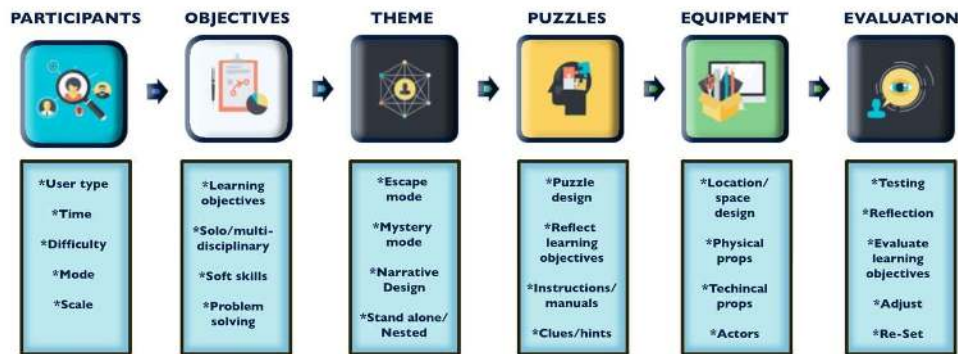 PARTICIPANTS
OBJECTIVES
THEME
PUZZLES
EQUIPMENT
EVALUATION
*User type
*Time
*Difficulty
*Mode
*Scale
*Learning
objectives
*Solo/multi-
disciplinary
*Soft skills
*Problem
solving
*Escape
mode
*Mystery
mode
*Narrative
Design
*Stand alone/
Nested
*Puzzle
design
*Reflect
learning
objectives
*Instructions/
manuals
*Clues/hints
*Location/
space
design
*Physical
props
*Techincal
props
*Actors
*Testing
*Reflection
*Evaluate
learning
objectives
*Adjust
*Re-Set